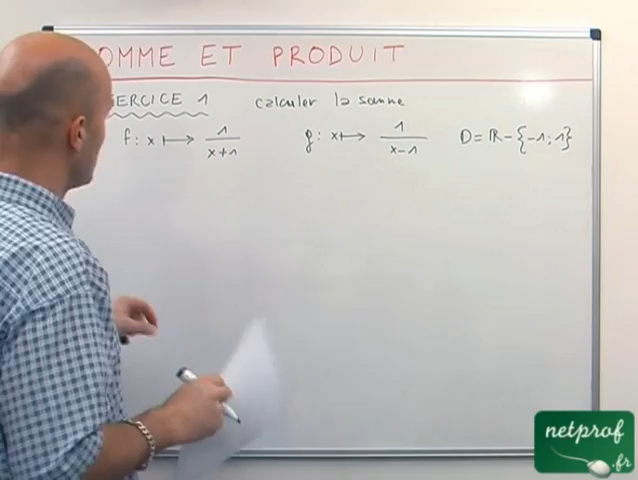 OMME ET PRODUIT
ERCICE 1 calculer la somme
f: x ↦ 1/(x+1) g: x ↦ 1/(x-1) D = ℝ - {-1; 1}
netprof
.fr